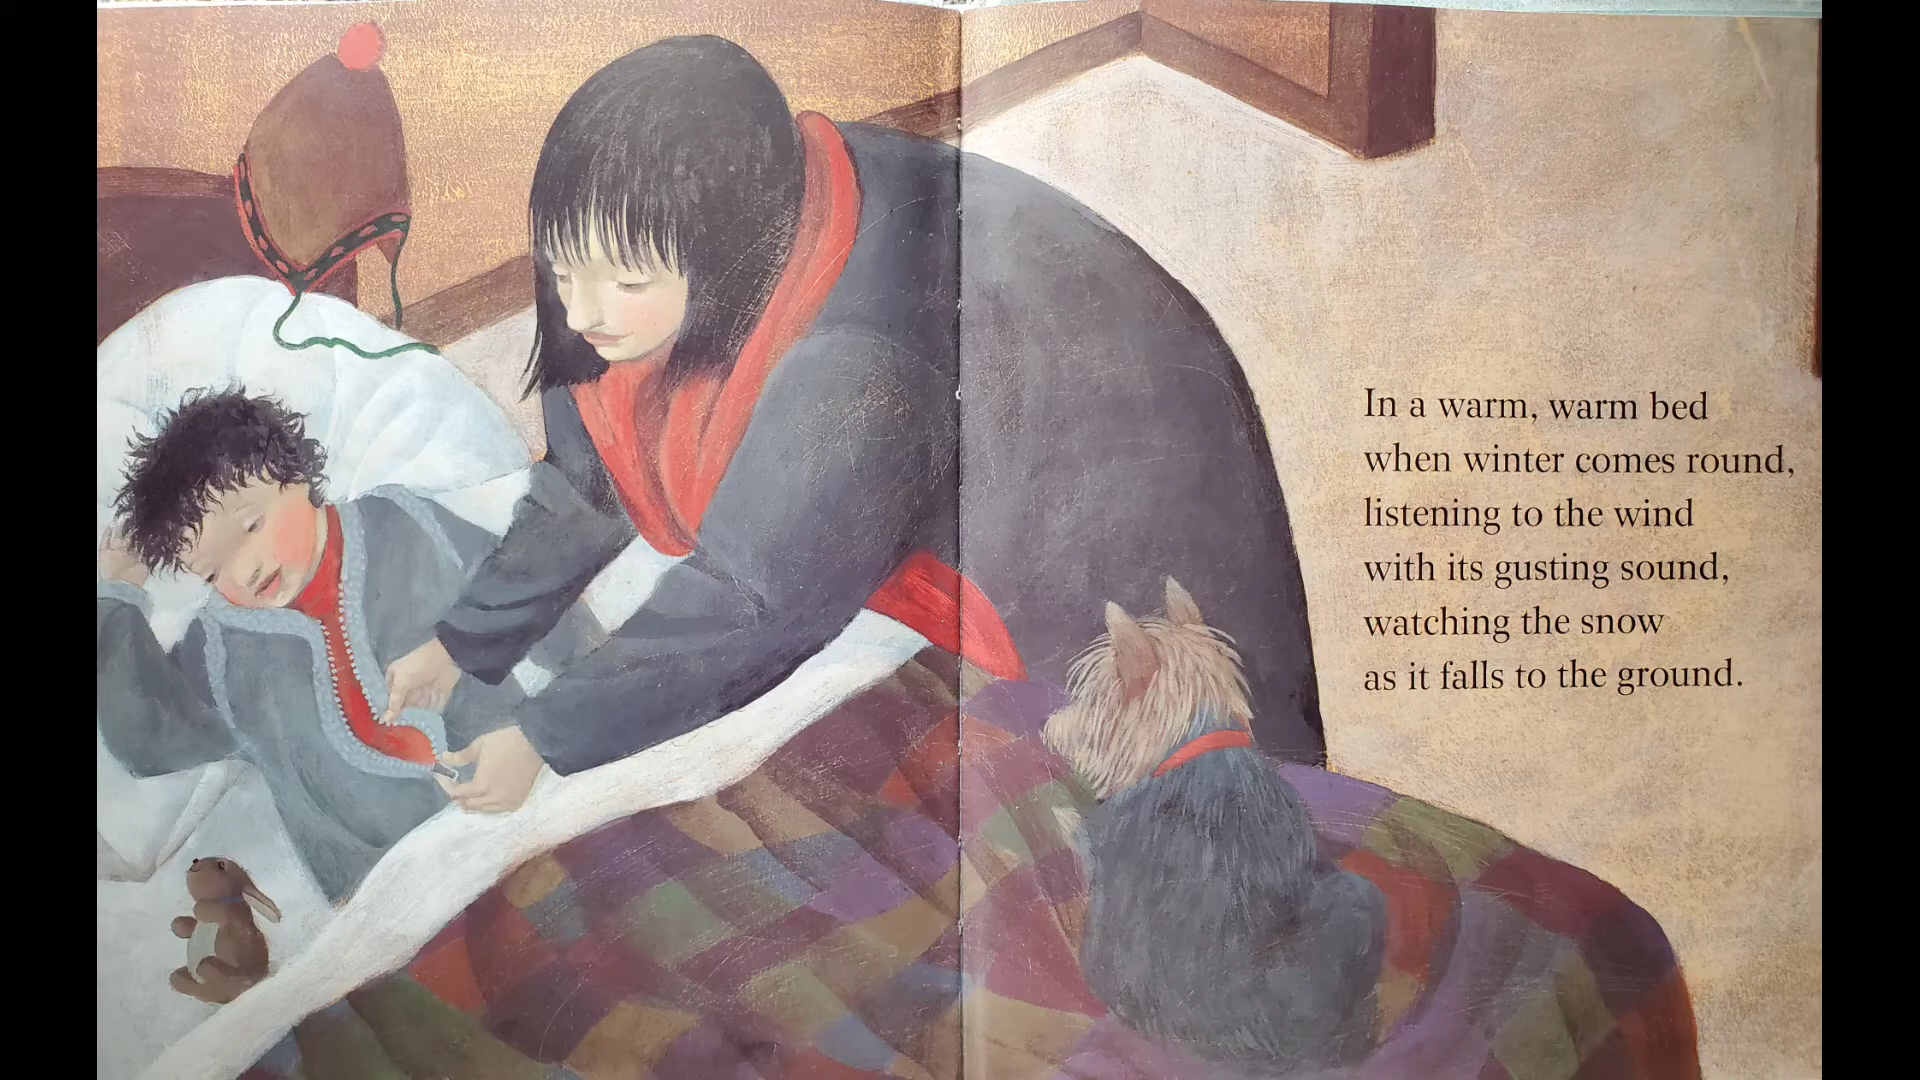 In a warm, warm bed
when winter comes round,
listening to the wind
with its gusting sound,
watching the snow
as it falls to the ground.